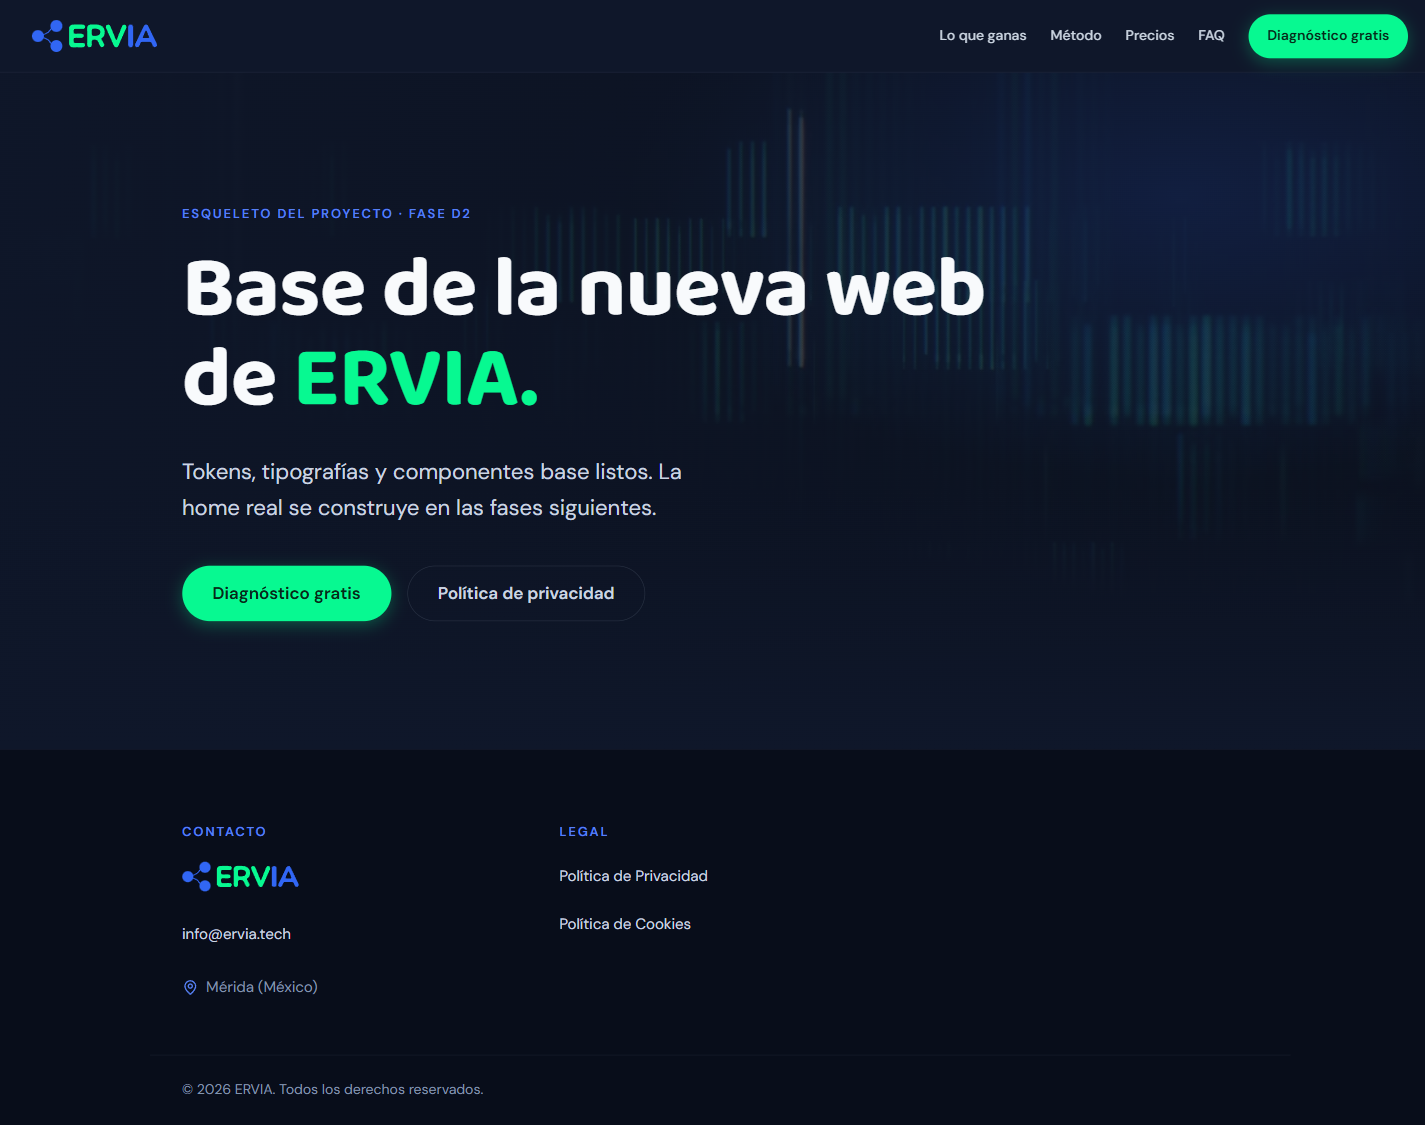 ERVIA
Lo que ganas
Método
Precios
FAQ
Diagnóstico gratis
ESQUELETO DEL PROYECTO · FASE D2
Base de la nueva web
de ERVIA.
Tokens, tipografías y componentes base listos. La
home real se construye en las fases siguientes.
Diagnóstico gratis
Política de privacidad
CONTACTO
ERVIA
info@ervia.tech
Mérida (México)
LEGAL
Política de Privacidad
Política de Cookies
© 2026 ERVIA. Todos los derechos reservados.